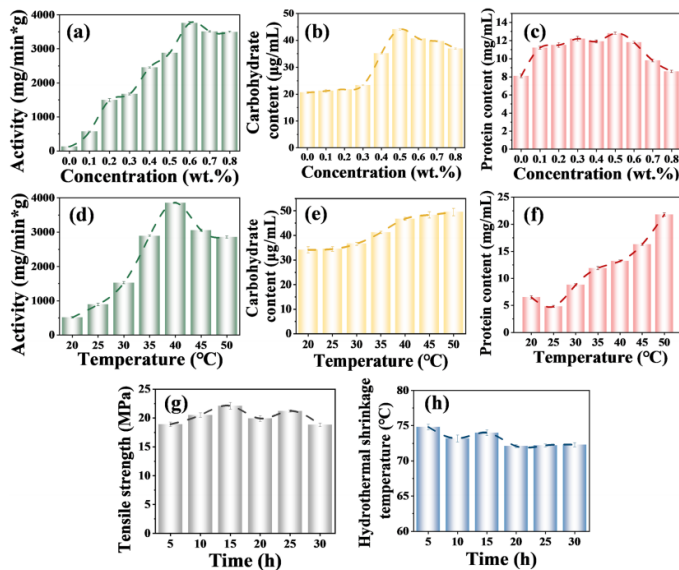 (a)
Activity (mg/min*g)
4000
3000
2000
1000
0
0.0 0.1 0.2 0.3 0.4 0.5 0.6 0.7 0.8
Concentration (wt.%)
(b)
Carbohydrate
content (μg/mL)
60
40
20
0
0.0 0.1 0.2 0.3 0.4 0.5 0.6 0.7 0.8
Concentration (wt.%)
(c)
Protein content (mg/mL)
14
12
10
8
6
4
2
0
0.0 0.1 0.2 0.3 0.4 0.5 0.6 0.7 0.8
Concentration (wt.%)
(d)
Activity (mg/min*g)
4000
3000
2000
1000
0
20 25 30 35 40 45 50
Temperature (℃)
(e)
Carbohydrate
content (μg/mL)
50
40
30
20
10
0
20 25 30 35 40 45 50
Temperature (℃)
(f)
Protein content (mg/mL)
25
20
15
10
5
0
20 25 30 35 40 45 50
Temperature (℃)
(g)
Tensile strength (MPa)
25
20
15
10
5
0
5 10 15 20 25 30
Time (h)
(h)
Hydrothermal shrinkage
temperature (℃)
80
75
70
65
60
5 10 15 20 25 30
Time (h)